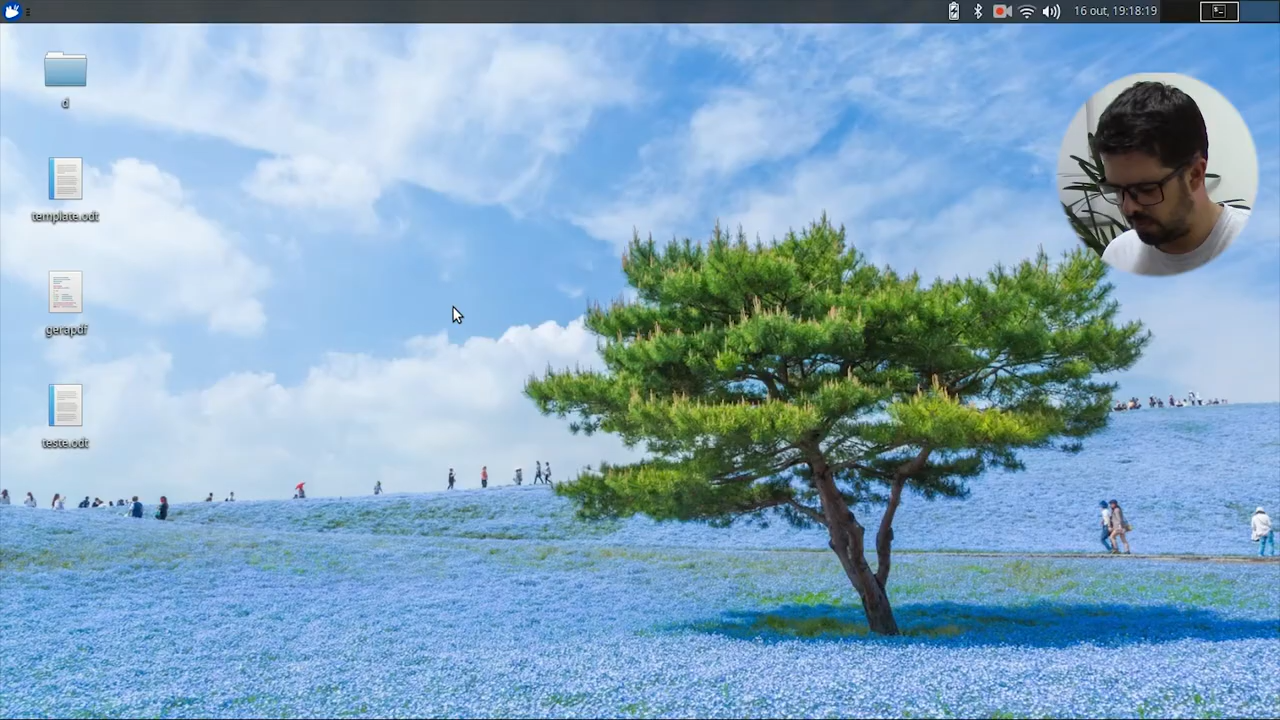 16 out, 19:18:19
d
template.odt
gerapdf
teste.odt